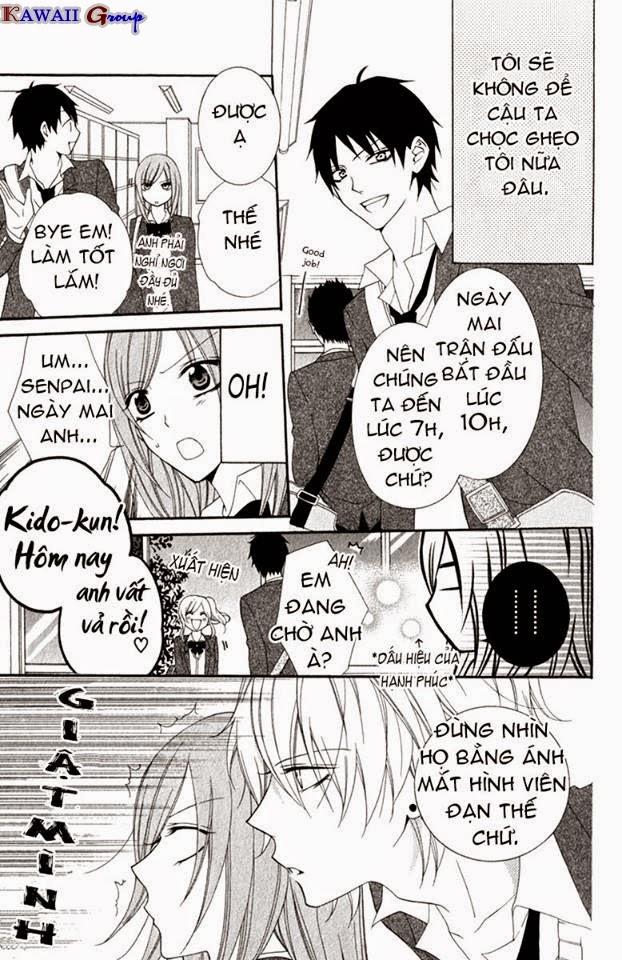 KAWAII Group
TÔI SẼ
KHÔNG ĐỂ
CẬU TA
CHỌC GHẸO
TÔI NỮA
ĐÂU.
NGÀY MAI
TRẬN ĐẤU
BẮT ĐẦU
LÚC
10H,
NÊN
CHÚNG
TA ĐẾN
LÚC 7H,
ĐƯỢC
CHỨ?
Good
job!
ĐƯỢC
Ạ
THẾ
NHÉ
ANH PHẢI
NGHỈ NGƠI
ĐẦY ĐỦ
NHÉ.
BYE EM!
LÀM TỐT
LẮM!
OH!
UM...
SENPAI...
NGÀY MAI
ANH...
......
*DẤU HIỆU CỦA
HẠNH PHÚC*
AH!
EM
ĐANG
CHỜ ANH
À?
XUẤT HIỆN
Kido-kun!
Hôm nay
anh vất
vả rồi!
♡
ĐỪNG NHÌN
HỌ BẰNG ÁNH
MẮT HÌNH VIÊN
ĐẠN THẾ
CHỨ.
GIẬT MÌNH